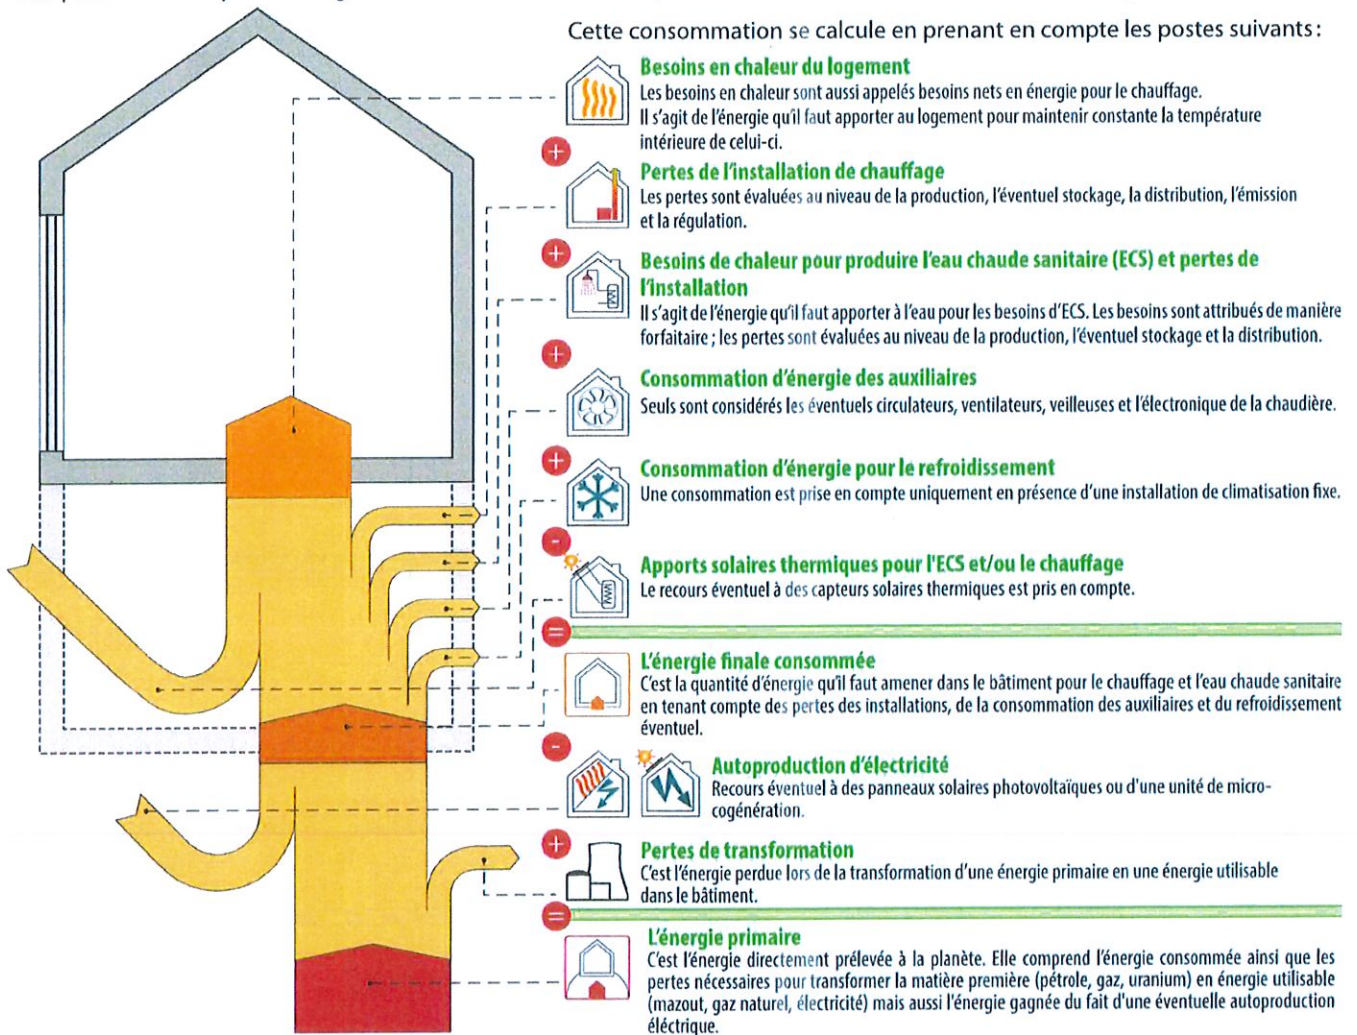 Cette consommation se calcule en prenant en compte les postes suivants :
Besoins en chaleur du logement
Les besoins en chaleur sont aussi appelés besoins nets en énergie pour le chauffage.
Il s'agit de l'énergie qu'il faut apporter au logement pour maintenir constante la température
intérieure de celui-ci.
+
Pertes de l'installation de chauffage
Les pertes sont évaluées au niveau de la production, l'éventuel stockage, la distribution, l'émission
et la régulation.
+
Besoins de chaleur pour produire l'eau chaude sanitaire (ECS) et pertes de
l'installation
Il s'agit de l'énergie qu'il faut apporter à l'eau pour les besoins d'ECS. Les besoins sont attribués de manière
forfaitaire ; les pertes sont évaluées au niveau de la production, l'éventuel stockage et la distribution.
+
Consommation d'énergie des auxiliaires
Seuls sont considérés les éventuels circulateurs, ventilateurs, veilleuses et l'électronique de la chaudière.
+
Consommation d'énergie pour le refroidissement
Une consommation est prise en compte uniquement en présence d'une installation de climatisation fixe.
-
Apports solaires thermiques pour l'ECS et/ou le chauffage
Le recours éventuel à des capteurs solaires thermiques est pris en compte.
=
L'énergie finale consommée
C'est la quantité d'énergie qu'il faut amener dans le bâtiment pour le chauffage et l'eau chaude sanitaire
en tenant compte des pertes des installations, de la consommation des auxiliaires et du refroidissement
éventuel.
-
Autoproduction d'électricité
Recours éventuel à des panneaux solaires photovoltaïques ou d'une unité de micro-
cogénération.
+
Pertes de transformation
C'est l'énergie perdue lors de la transformation d'une énergie primaire en une énergie utilisable
dans le bâtiment.
=
L'énergie primaire
C'est l'énergie directement prélevée à la planète. Elle comprend l'énergie consommée ainsi que les
pertes nécessaires pour transformer la matière première (pétrole, gaz, uranium) en énergie utilisable
(mazout, gaz naturel, électricité) mais aussi l'énergie gagnée du fait d'une éventuelle autoproduction
éléctrique.